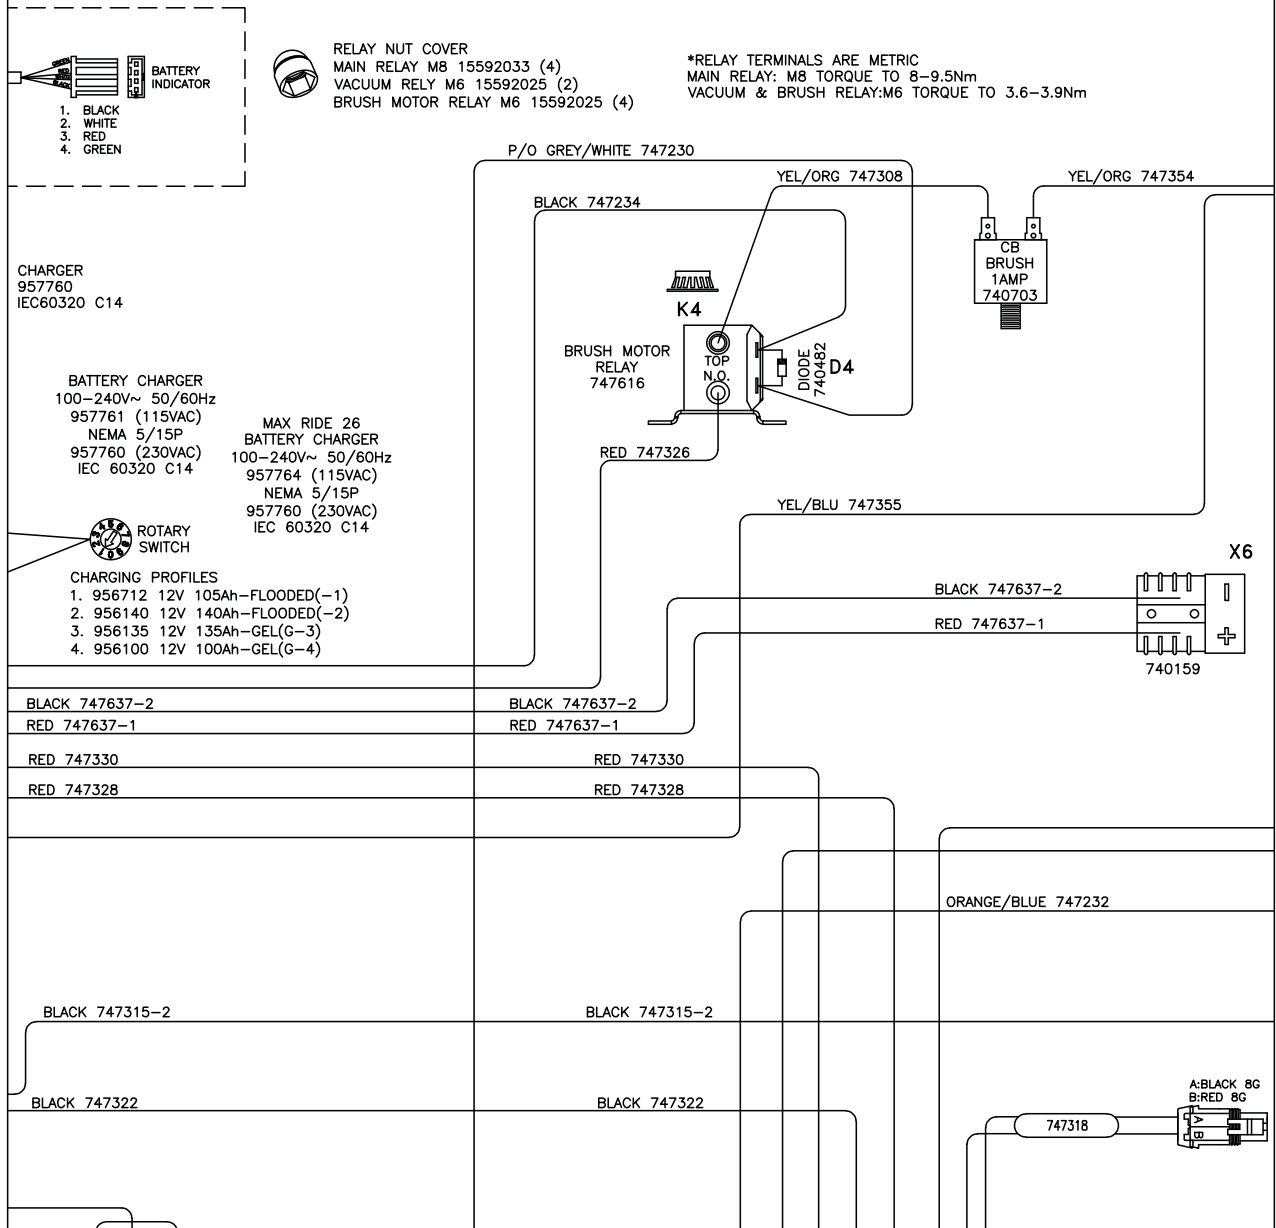 BATTERY
INDICATOR
1. BLACK
2. WHITE
3. RED
4. GREEN
RELAY NUT COVER
MAIN RELAY M8 15592033 (4)
VACUUM RELY M6 15592025 (2)
BRUSH MOTOR RELAY M6 15592025 (4)
*RELAY TERMINALS ARE METRIC
MAIN RELAY: M8 TORQUE TO 8-9.5Nm
VACUUM & BRUSH RELAY:M6 TORQUE TO 3.6-3.9Nm
P/O GREY/WHITE 747230
YEL/ORG 747308
YEL/ORG 747354
BLACK 747234
CB
BRUSH
1AMP
740703
CHARGER
957760
IEC60320 C14
K4
BRUSH MOTOR
RELAY
747616
TOP
N.O.
DIODE
740482
D4
BATTERY CHARGER
100-240V~ 50/60Hz
957761 (115VAC)
NEMA 5/15P
957760 (230VAC)
IEC 60320 C14
MAX RIDE 26
BATTERY CHARGER
100-240V~ 50/60Hz
957764 (115VAC)
NEMA 5/15P
957760 (230VAC)
IEC 60320 C14
RED 747326
YEL/BLU 747355
ROTARY
SWITCH
CHARGING PROFILES
1. 956712 12V 105Ah-FLOODED(-1)
2. 956140 12V 140Ah-FLOODED(-2)
3. 956135 12V 135Ah-GEL(G-3)
4. 956100 12V 100Ah-GEL(G-4)
X6
BLACK 747637-2
RED 747637-1
- +
740159
BLACK 747637-2
BLACK 747637-2
RED 747637-1
RED 747637-1
RED 747330
RED 747330
RED 747328
RED 747328
ORANGE/BLUE 747232
BLACK 747315-2
BLACK 747315-2
BLACK 747322
BLACK 747322
A:BLACK 8G
B:RED 8G
747318
A
B